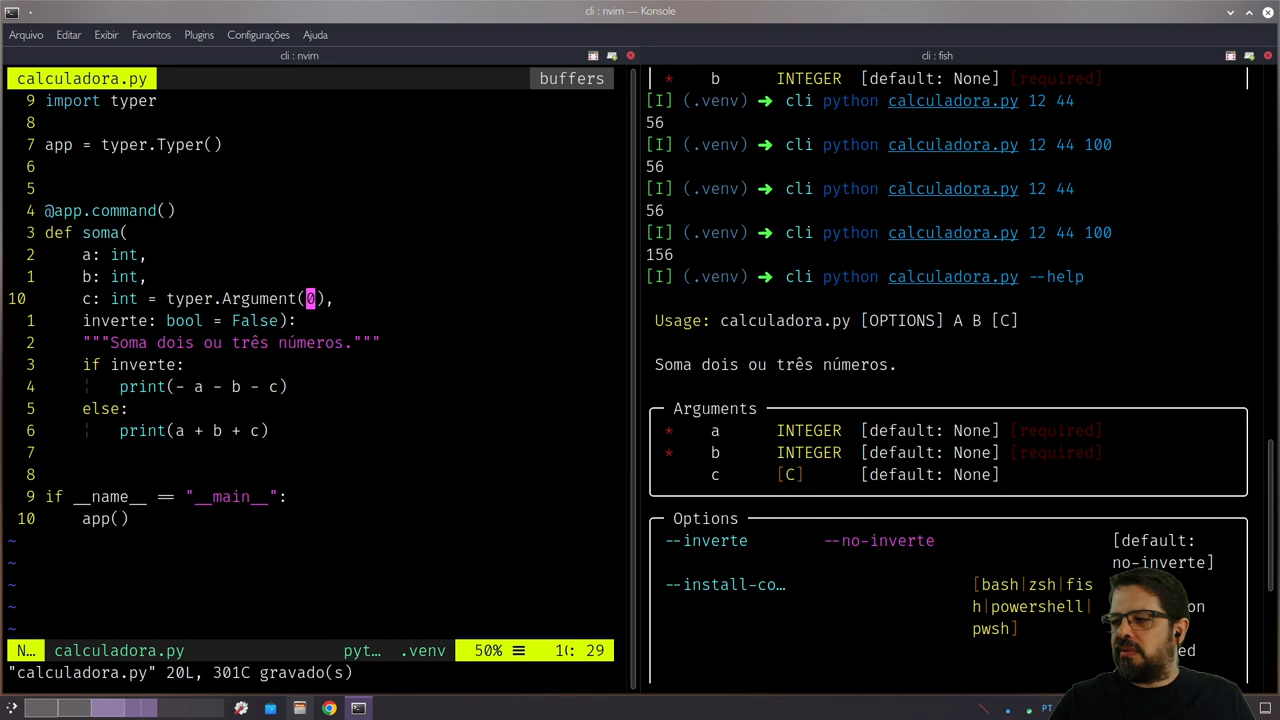 cli : nvim — Konsole
Arquivo Editar Exibir Favoritos Plugins Configurações Ajuda
cli : nvim
calculadora.py buffers
9 import typer
8
7 app = typer.Typer()
6
5
4 @app.command()
3 def soma(
2 a: int,
1 b: int,
10 c: int = typer.Argument(0),
1 inverte: bool = False):
2 """Soma dois ou três números."""
3 if inverte:
4 print(- a - b - c)
5 else:
6 print(a + b + c)
7
8
9 if __name__ == "__main__":
10 app()
~
~
~
~
~
N… calculadora.py pyt… .venv 50% ☰ 10: 29
"calculadora.py" 20L, 301C gravado(s)
cli : fish
* b INTEGER [default: None] [required]
[I] (.venv) ➜ cli python calculadora.py 12 44
56
[I] (.venv) ➜ cli python calculadora.py 12 44 100
56
[I] (.venv) ➜ cli python calculadora.py 12 44
56
[I] (.venv) ➜ cli python calculadora.py 12 44 100
156
[I] (.venv) ➜ cli python calculadora.py --help
Usage: calculadora.py [OPTIONS] A B [C]
Soma dois ou três números.
Arguments
* a INTEGER [default: None] [required]
* b INTEGER [default: None] [required]
c [C] [default: None]
Options
--inverte --no-inverte [default:
no-inverte]
--install-co… [bash|zsh|fis
h|powershell|
pwsh]
PT